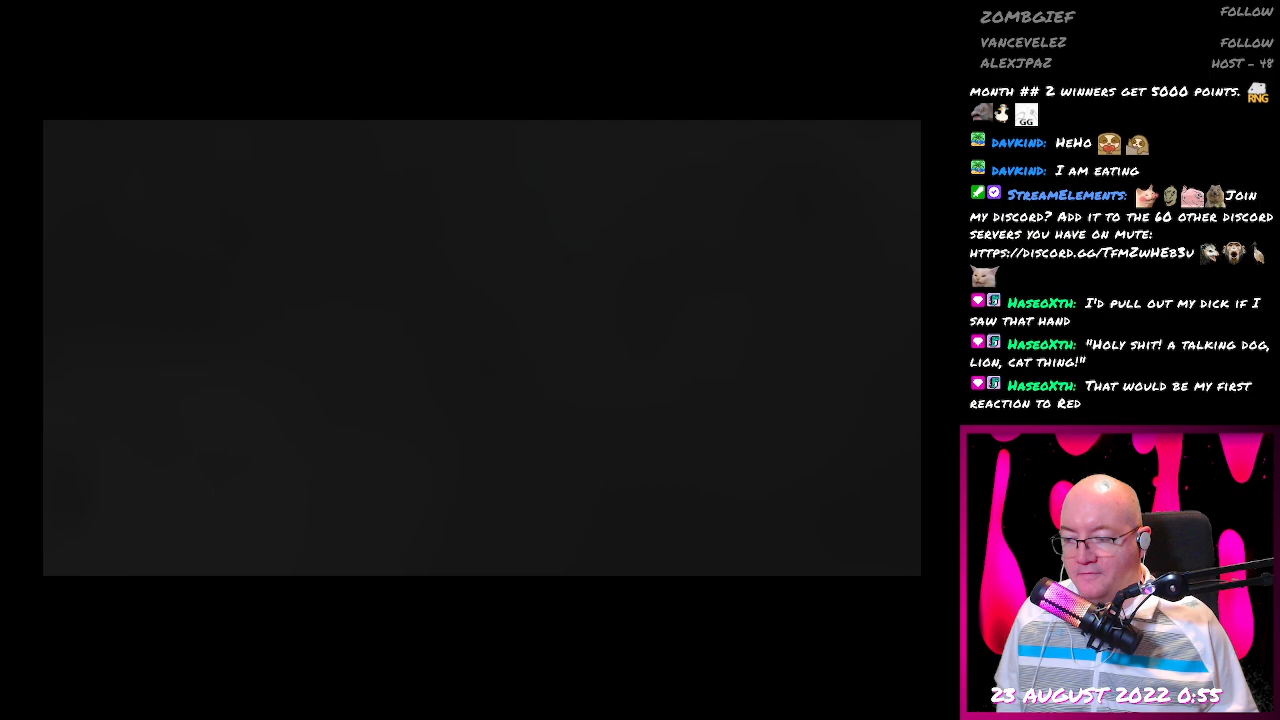 ZOMBGIEF FOLLOW
VANCEVELEZ FOLLOW
ALEXJPAZ HOST - 48
MONTH ## 2 WINNERS GET 5000 POINTS. RNG
GG
DAVKIND: HEHO
DAVKIND: I AM EATING
STREAMELEMENTS: JOIN
MY DISCORD? ADD IT TO THE 60 OTHER DISCORD
SERVERS YOU HAVE ON MUTE:
HTTPS://DISCORD.GG/TFMZWHEB3U
HASEOXTH: I'D PULL OUT MY DICK IF I
SAW THAT HAND
HASEOXTH: "HOLY SHIT! A TALKING DOG,
LION, CAT THING!"
HASEOXTH: THAT WOULD BE MY FIRST
REACTION TO RED
23 AUGUST 2022 0:55